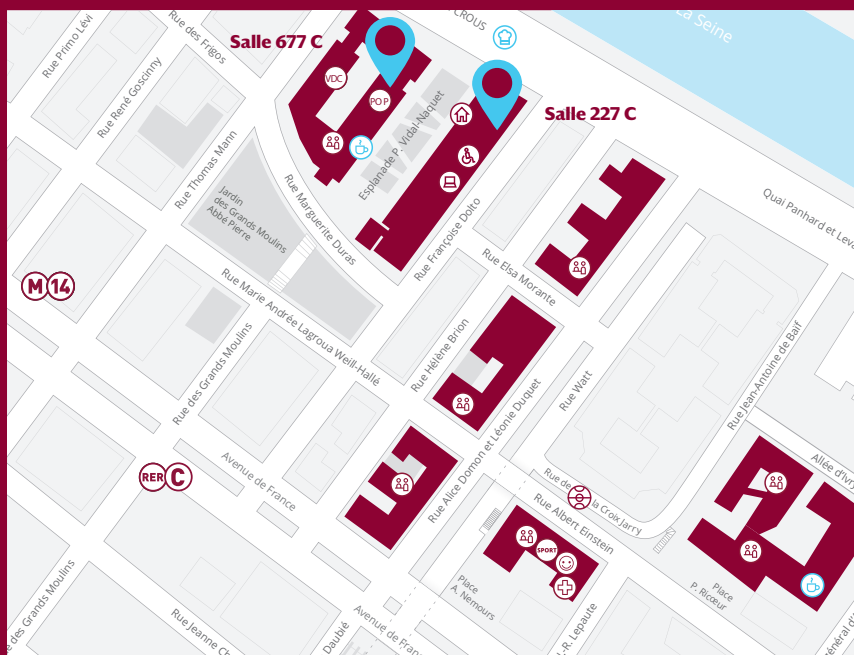 Rue Primo Lévi
Rue des Frigos
CROUS
La Seine
Salle 677 C
Rue René Goscinny
VDC
POP
Salle 227 C
Esplanade P. Vidal-Naquet
Rue Thomas Mann
Jardin
des Grands Moulins
Abbé Pierre
Rue Marguerite Duras
Rue Françoise Dolto
Quai Panhard et Leva
Rue Elsa Morante
M 14
Rue Marie Andrée Lagroua Weill-Hallé
Rue des Grands Moulins
Rue Hélène Brion
Rue Jean-Antoine de Baïf
Rue Watt
Rue Alice Domon et Léonie Duquet
RER C
Avenue de France
Rue de la Croix Jarry
Allée d'Ivry
Rue Albert Einstein
SPORT
Place
A. Nemours
Place
P. Ricœur
e des Grands Moulins
Rue Jeanne Ch
Daubié
Avenue de Fran
J.-R. Lepaute
général d'